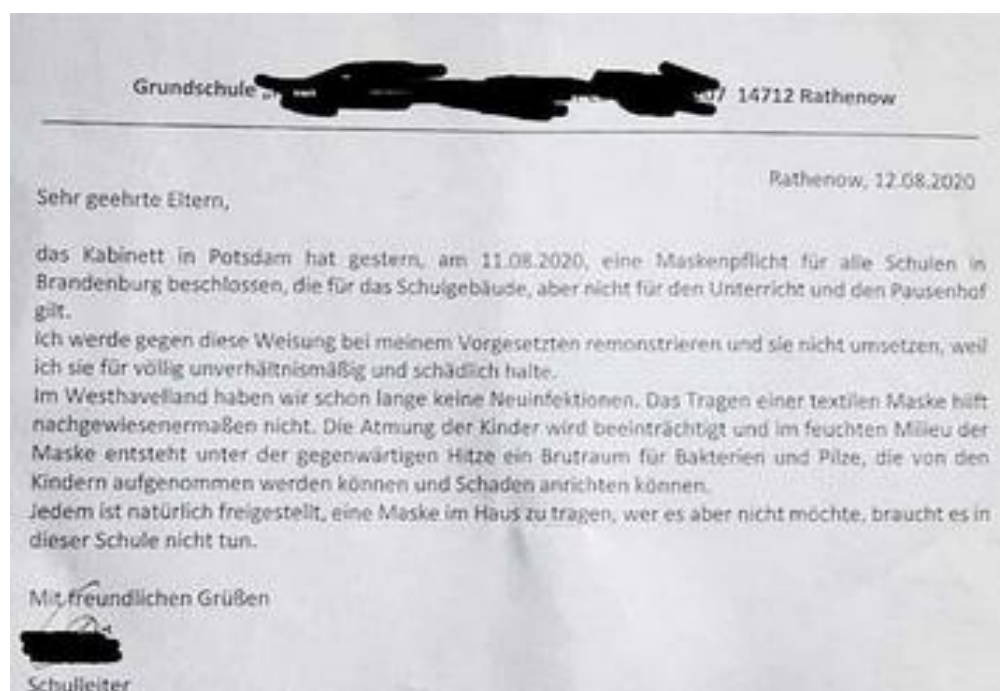 Grundschule 14712 Rathenow
Rathenow, 12.08.2020
Sehr geehrte Eltern,
das Kabinett in Potsdam hat gestern, am 11.08.2020, eine Maskenpflicht für alle Schulen in
Brandenburg beschlossen, die für das Schulgebäude, aber nicht für den Unterricht und den Pausenhof
gilt.
Ich werde gegen diese Weisung bei meinem Vorgesetzten remonstrieren und sie nicht umsetzen, weil
ich sie für völlig unverhältnismäßig und schädlich halte.
Im Westhavelland haben wir schon lange keine Neuinfektionen. Das Tragen einer textilen Maske hilft
nachgewiesenermaßen nicht. Die Atmung der Kinder wird beeinträchtigt und im feuchten Milieu der
Maske entsteht unter der gegenwärtigen Hitze ein Brutraum für Bakterien und Pilze, die von den
Kindern aufgenommen werden können und Schaden anrichten können.
Jedem ist natürlich freigestellt, eine Maske im Haus zu tragen, wer es aber nicht möchte, braucht es in
dieser Schule nicht tun.
Mit freundlichen Grüßen
Schulleiter